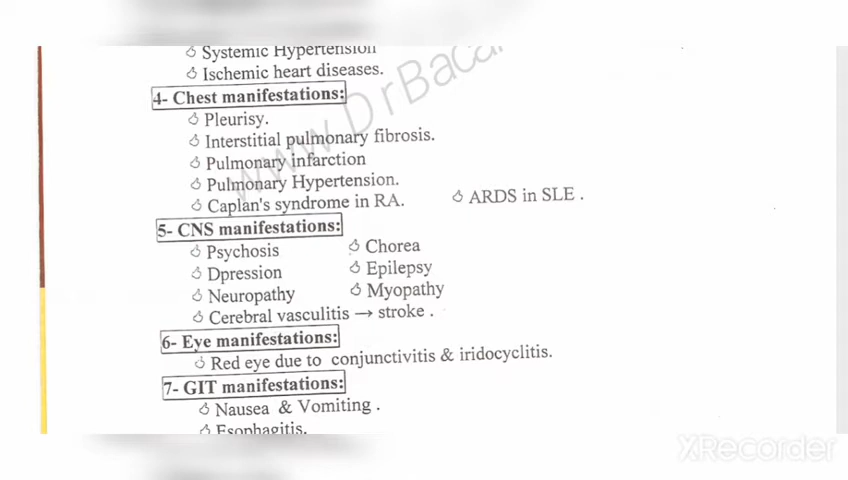 Systemic Hypertension
Ischemic heart diseases.
4- Chest manifestations:
Pleurisy.
Interstitial pulmonary fibrosis.
Pulmonary infarction
Pulmonary Hypertension.
Caplan's syndrome in RA. ARDS in SLE .
5- CNS manifestations:
Psychosis Chorea
Dpression Epilepsy
Neuropathy Myopathy
Cerebral vasculitis → stroke .
6- Eye manifestations:
Red eye due to conjunctivitis & iridocyclitis.
7- GIT manifestations:
Nausea & Vomiting .
Esophagitis.
www.DrBaca
XRecorder